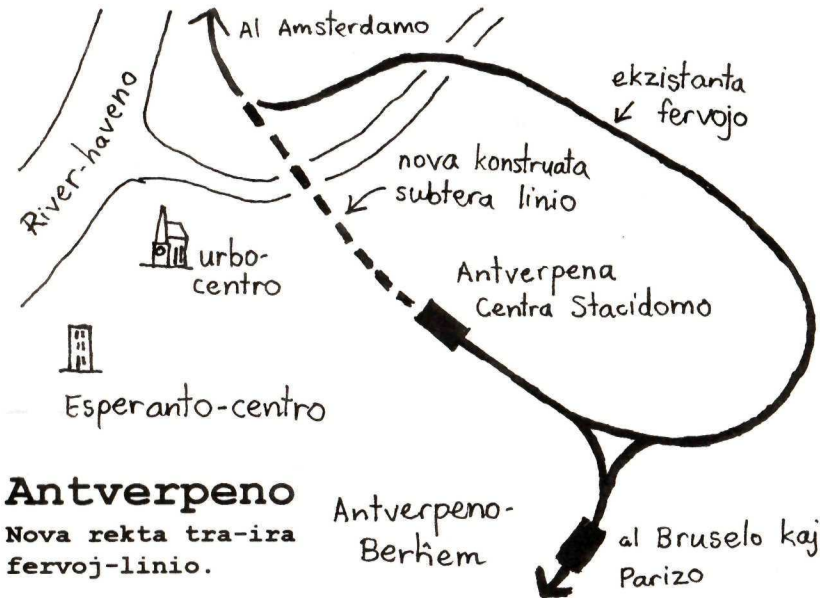 Al Amsterdamo
ekzistanta
fervojo
River-haveno
nova konstruata
subtera linio
urbo-
centro
Antverpena
Centra Stacidomo
Esperanto-centro
Antverpeno
Nova rekta tra-ira
fervoj-linio.
Antverpeno-
Berĥem
al Bruselo kaj
Parizo